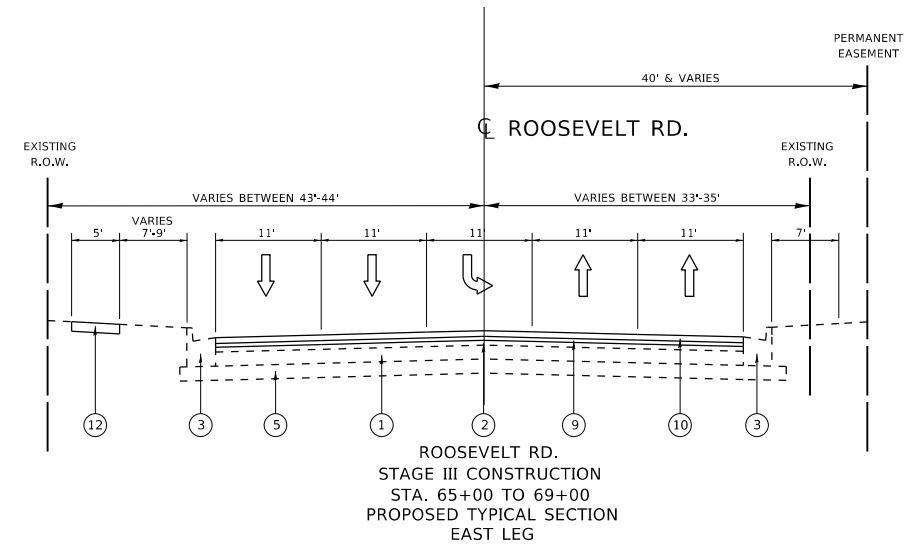 PERMANENT
EASEMENT
40' & VARIES
℄ ROOSEVELT RD.
EXISTING
R.O.W.
EXISTING
R.O.W.
VARIES BETWEEN 43'-44'
VARIES BETWEEN 33'-35'
VARIES
5'
7'-9'
11'
11'
11'
11'
11'
7'
12
3
5
1
2
9
10
3
ROOSEVELT RD.
STAGE III CONSTRUCTION
STA. 65+00 TO 69+00
PROPOSED TYPICAL SECTION
EAST LEG